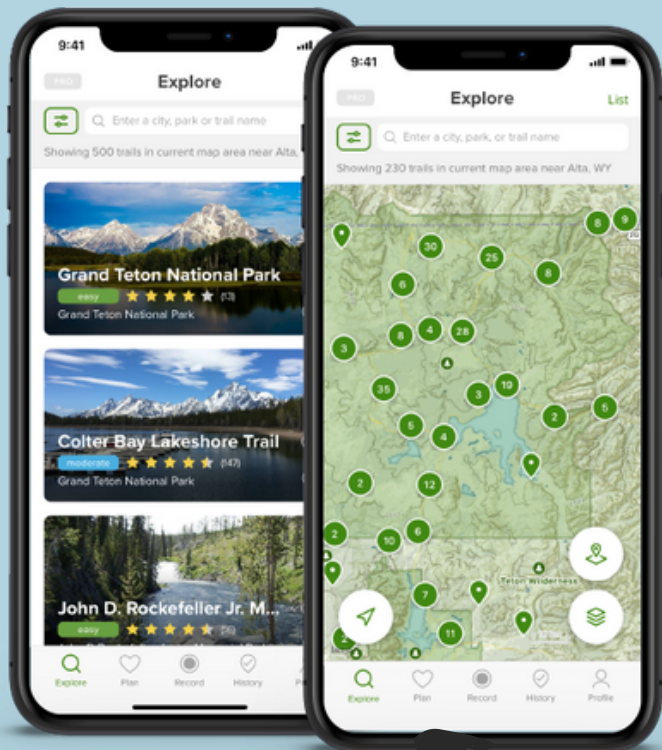 9:41
PRO
Explore
Enter a city, park or trail name
Showing 500 trails in current map area near Alta,
Grand Teton National Park
easy
(13)
Grand Teton National Park
Colter Bay Lakeshore Trail
moderate
(147)
Grand Teton National Park
John D. Rockefeller Jr. M...
easy
Explore
Plan
Record
History
9:41
PRO
Explore
List
Enter a city, park, or trail name
Showing 230 trails in current map area near Alta, WY
8
9
30
25
8
6
8
4
28
3
35
3
19
5
2
5
4
2
12
2
10
6
Teton Wilderness
7
11
2
Explore
Plan
Record
History
Profile